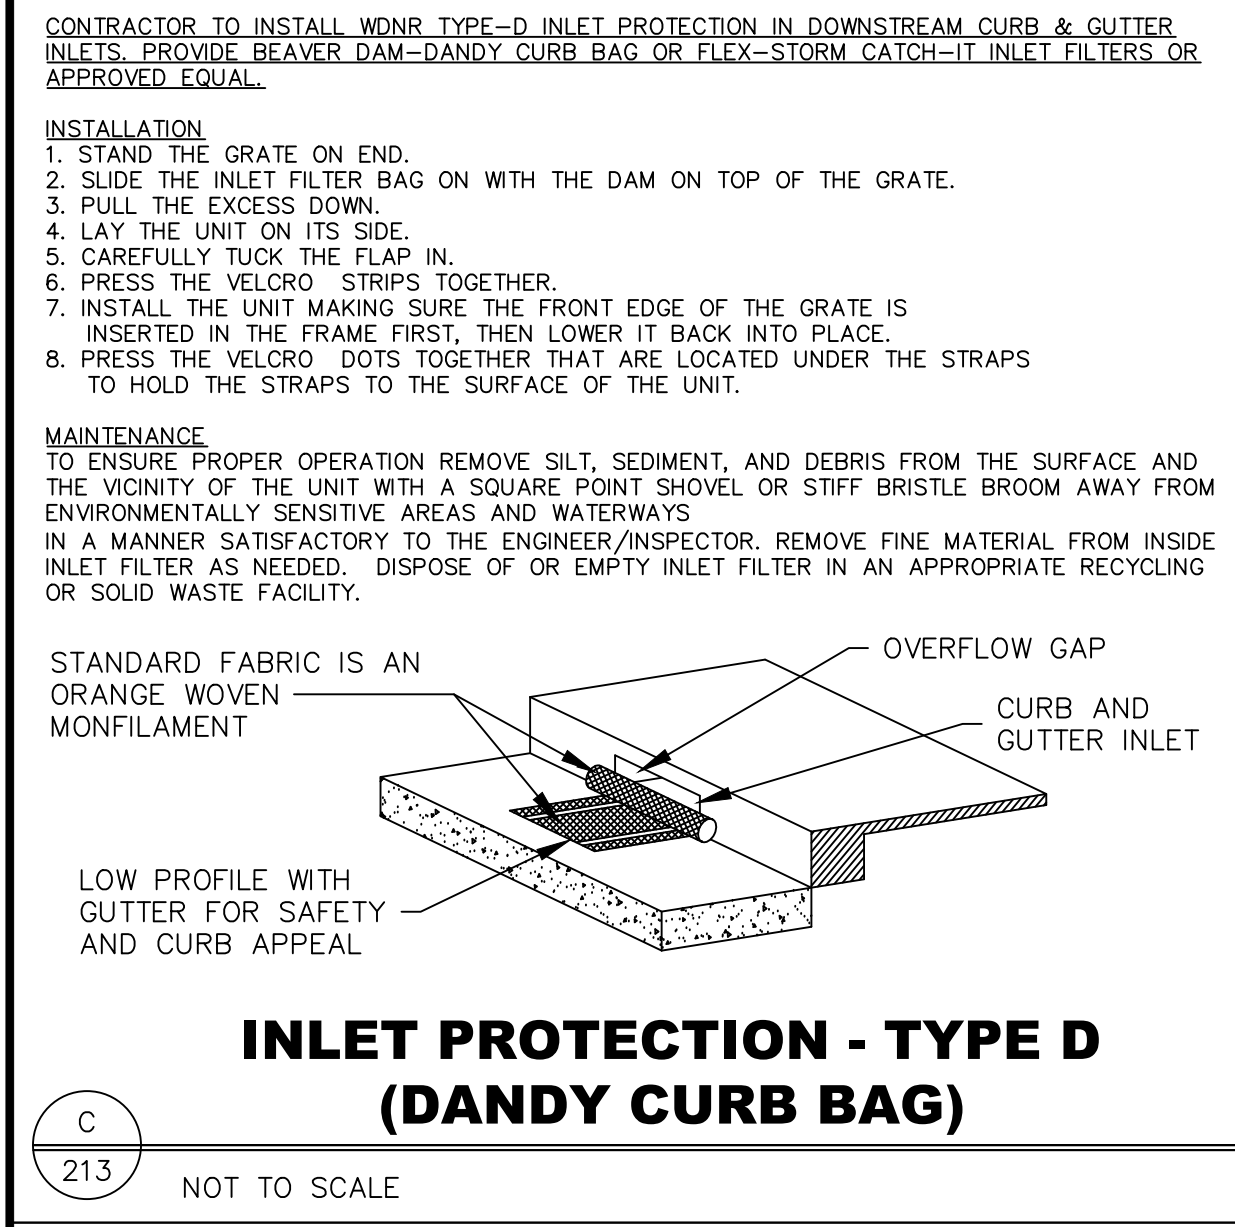 CONTRACTOR TO INSTALL WDNR TYPE-D INLET PROTECTION IN DOWNSTREAM CURB & GUTTER
INLETS. PROVIDE BEAVER DAM-DANDY CURB BAG OR FLEX-STORM CATCH-IT INLET FILTERS OR
APPROVED EQUAL.
INSTALLATION
1. STAND THE GRATE ON END.
2. SLIDE THE INLET FILTER BAG ON WITH THE DAM ON TOP OF THE GRATE.
3. PULL THE EXCESS DOWN.
4. LAY THE UNIT ON ITS SIDE.
5. CAREFULLY TUCK THE FLAP IN.
6. PRESS THE VELCRO STRIPS TOGETHER.
7. INSTALL THE UNIT MAKING SURE THE FRONT EDGE OF THE GRATE IS
INSERTED IN THE FRAME FIRST, THEN LOWER IT BACK INTO PLACE.
8. PRESS THE VELCRO DOTS TOGETHER THAT ARE LOCATED UNDER THE STRAPS
TO HOLD THE STRAPS TO THE SURFACE OF THE UNIT.
MAINTENANCE
TO ENSURE PROPER OPERATION REMOVE SILT, SEDIMENT, AND DEBRIS FROM THE SURFACE AND
THE VICINITY OF THE UNIT WITH A SQUARE POINT SHOVEL OR STIFF BRISTLE BROOM AWAY FROM
ENVIRONMENTALLY SENSITIVE AREAS AND WATERWAYS
IN A MANNER SATISFACTORY TO THE ENGINEER/INSPECTOR. REMOVE FINE MATERIAL FROM INSIDE
INLET FILTER AS NEEDED. DISPOSE OF OR EMPTY INLET FILTER IN AN APPROPRIATE RECYCLING
OR SOLID WASTE FACILITY.
STANDARD FABRIC IS AN
ORANGE WOVEN
MONFILAMENT
OVERFLOW GAP
CURB AND
GUTTER INLET
LOW PROFILE WITH
GUTTER FOR SAFETY
AND CURB APPEAL
INLET PROTECTION - TYPE D
(DANDY CURB BAG)
C
213
NOT TO SCALE